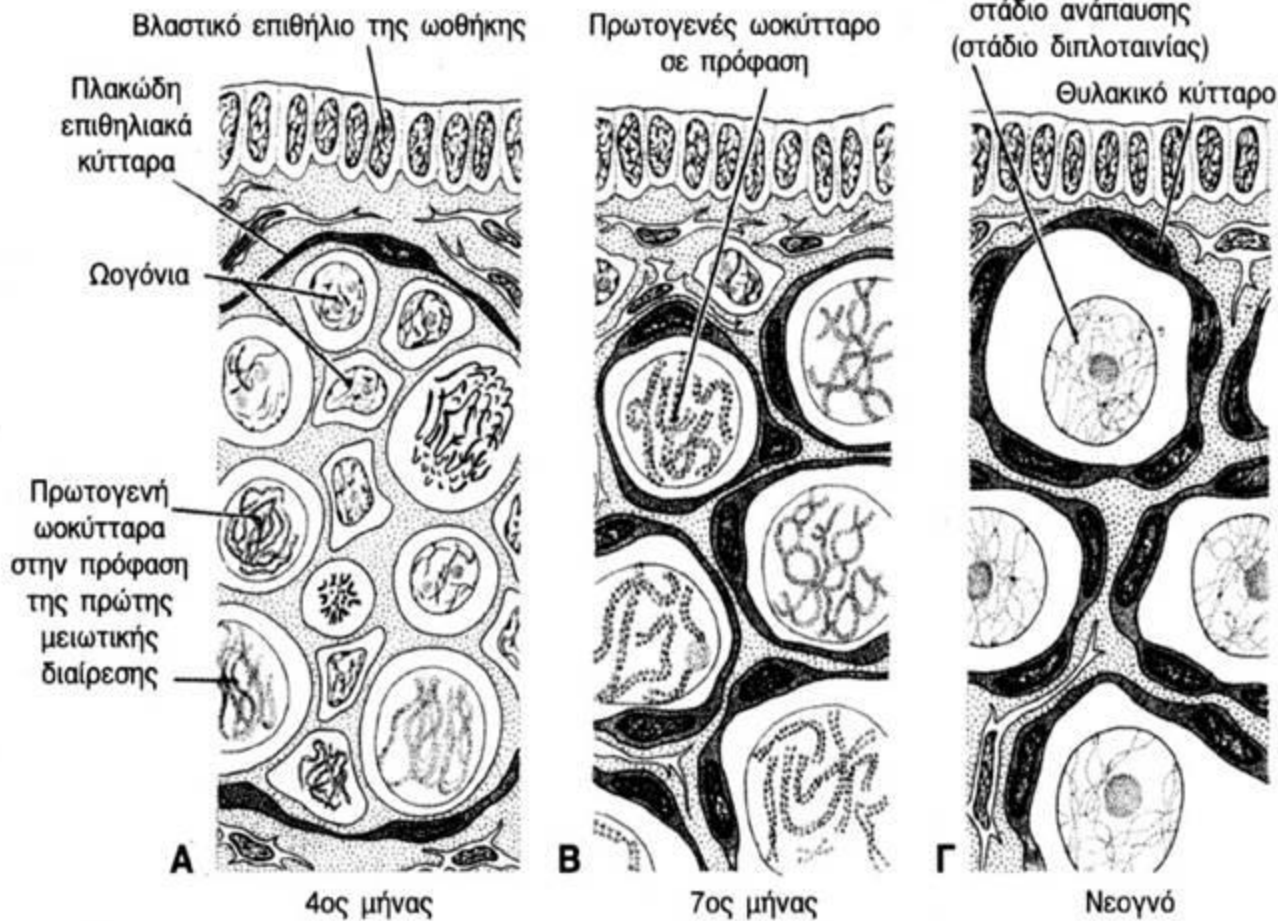 Βλαστικό επιθήλιο της ωοθήκης
Πλακώδη
επιθηλιακά
κύτταρα
Ωογόνια
Πρωτογενή
ωοκύτταρα
στην πρόφαση
της πρώτης
μειωτικής
διαίρεσης
Α
4ος μήνας
Πρωτογενές ωοκύτταρο
σε πρόφαση
Β
7ος μήνας
στάδιο ανάπαυσης
(στάδιο διπλοταινίας)
Θυλακικό κύτταρο
Γ
Νεογνό